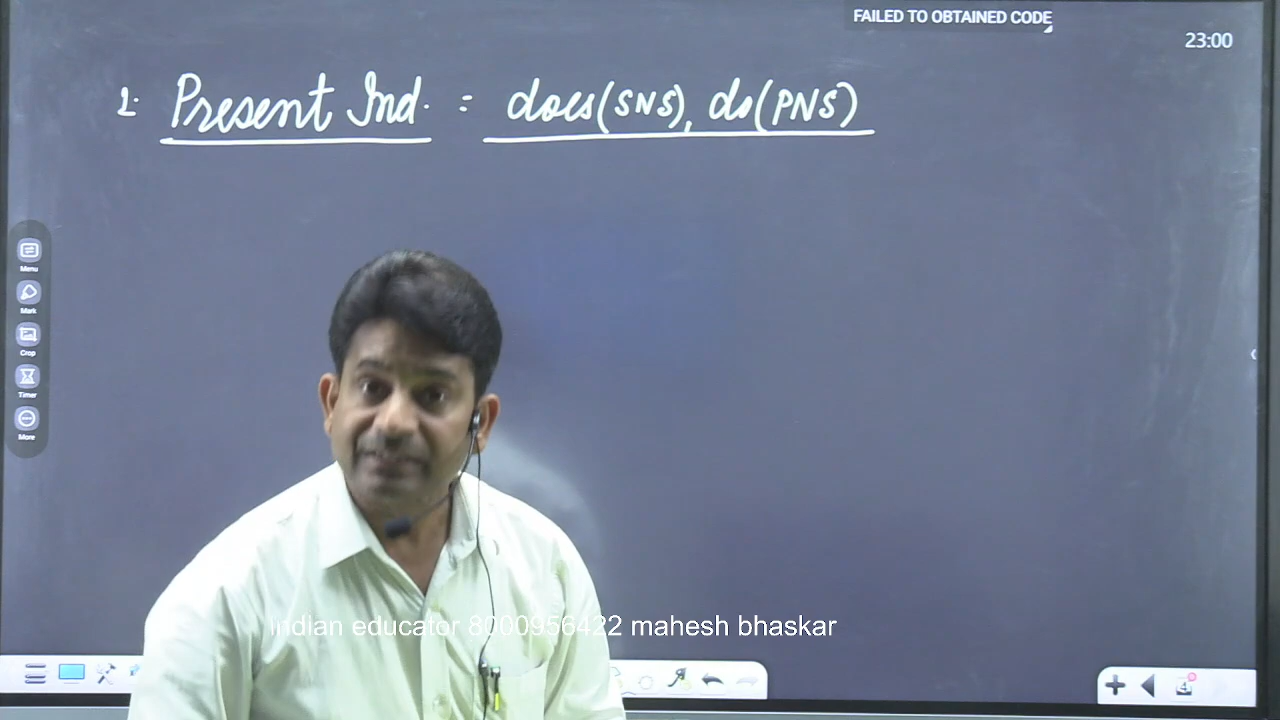 FAILED TO OBTAINED CODE
23:00
1. Present Ind. = does(SNS), do(PNS)
Menu
Mark
Crop
Timer
More
indian educator 8000956422 mahesh bhaskar